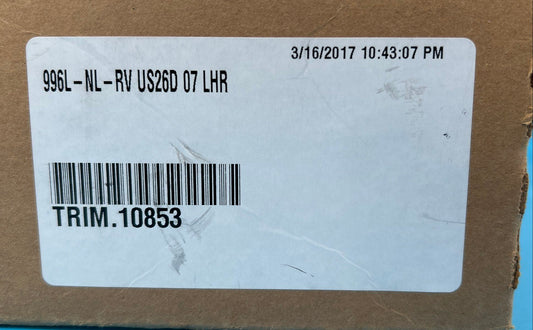 3/16/2017 10:43:07 PM
996L-NL-RV US26D 07 LHR
TRIM.10853